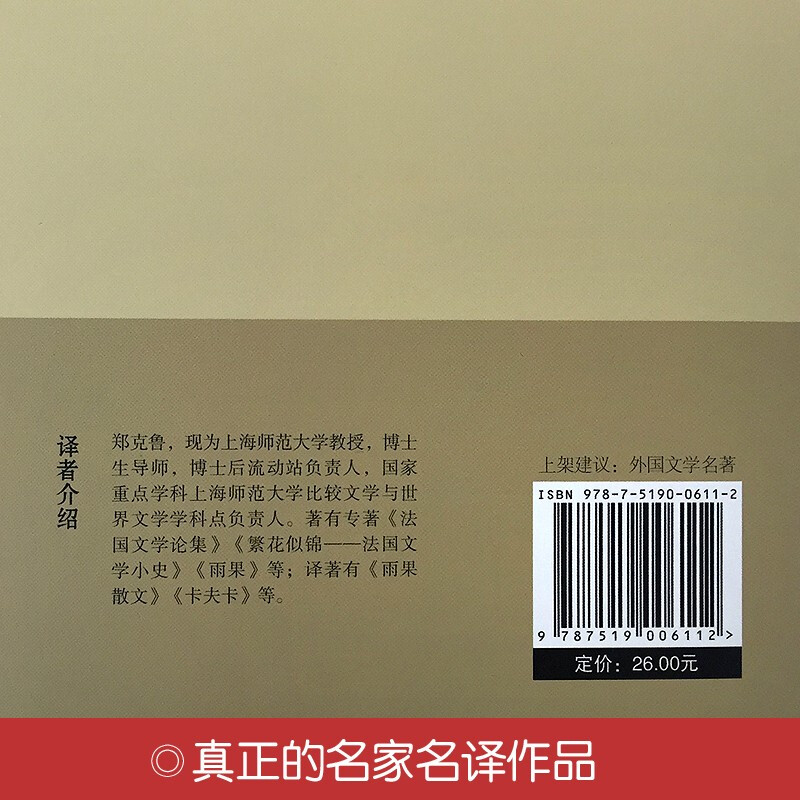 译者介绍
郑克鲁，现为上海师范大学教授，博士
生导师，博士后流动站负责人，国家
重点学科上海师范大学比较文学与世
界文学学科点负责人。著有专著《法
国文学论集》《繁花似锦——法国文
学小史》《雨果》等；译著有《雨果
散文》《卡夫卡》等。
上架建议：外国文学名著
ISBN 978-7-5190-0611-2
9 787519 006112 >
定价：26.00元
◎真正的名家名译作品